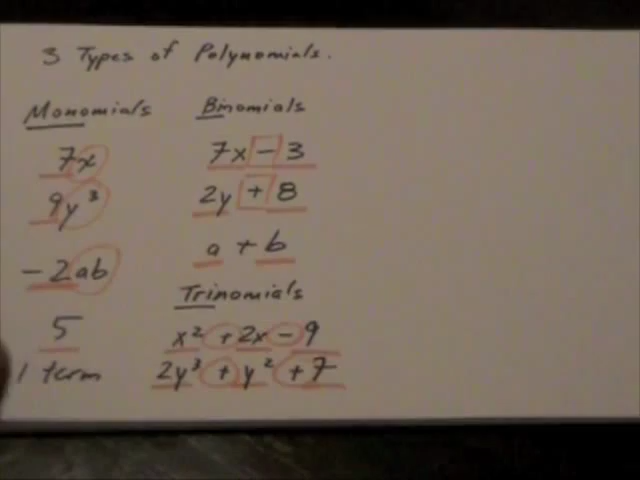 3 Types of Polynomials.
Monomials
7x
9y³
-2ab
5
1 term
Binomials
7x - 3
2y + 8
a + b
Trinomials
x² + 2x - 9
2y³ + y² + 7